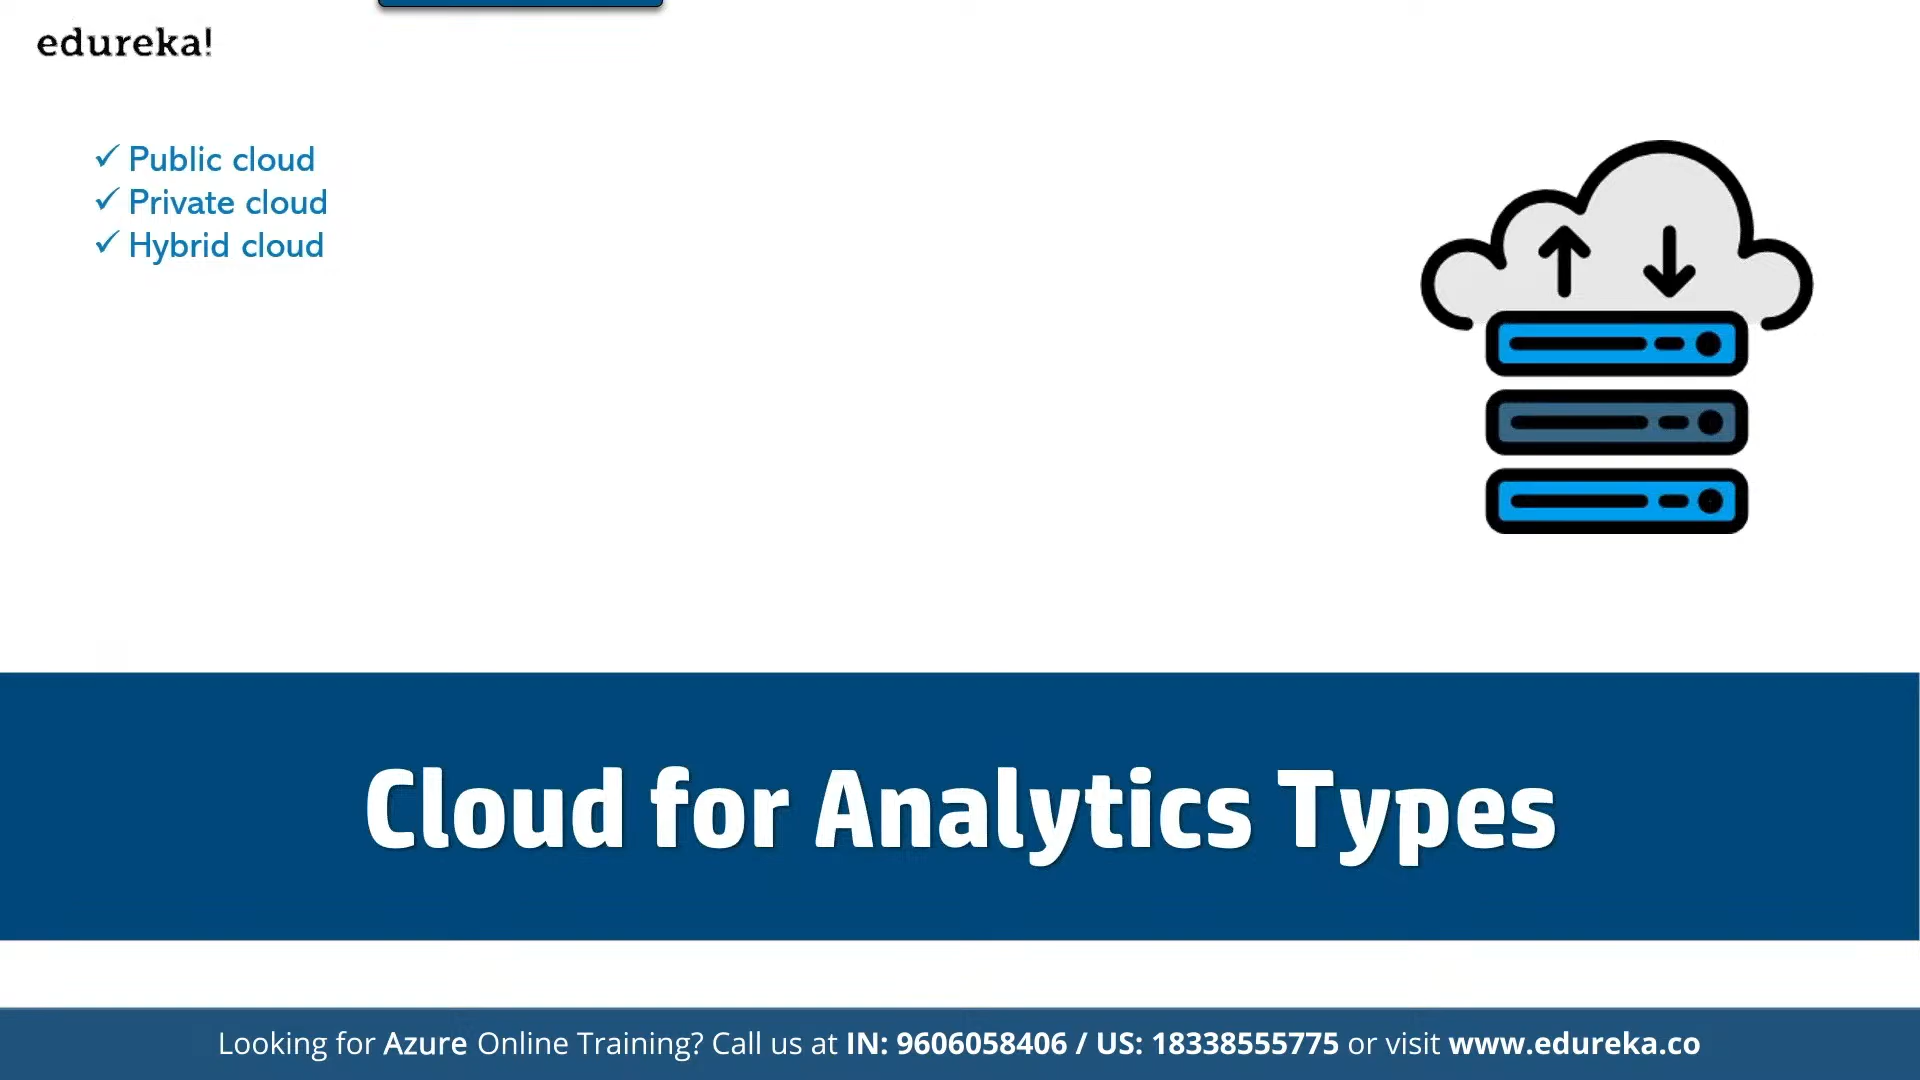 edureka!
✓ Public cloud
✓ Private cloud
✓ Hybrid cloud
Cloud for Analytics Types
Looking for Azure Online Training? Call us at IN: 9606058406 / US: 18338555775 or visit www.edureka.co